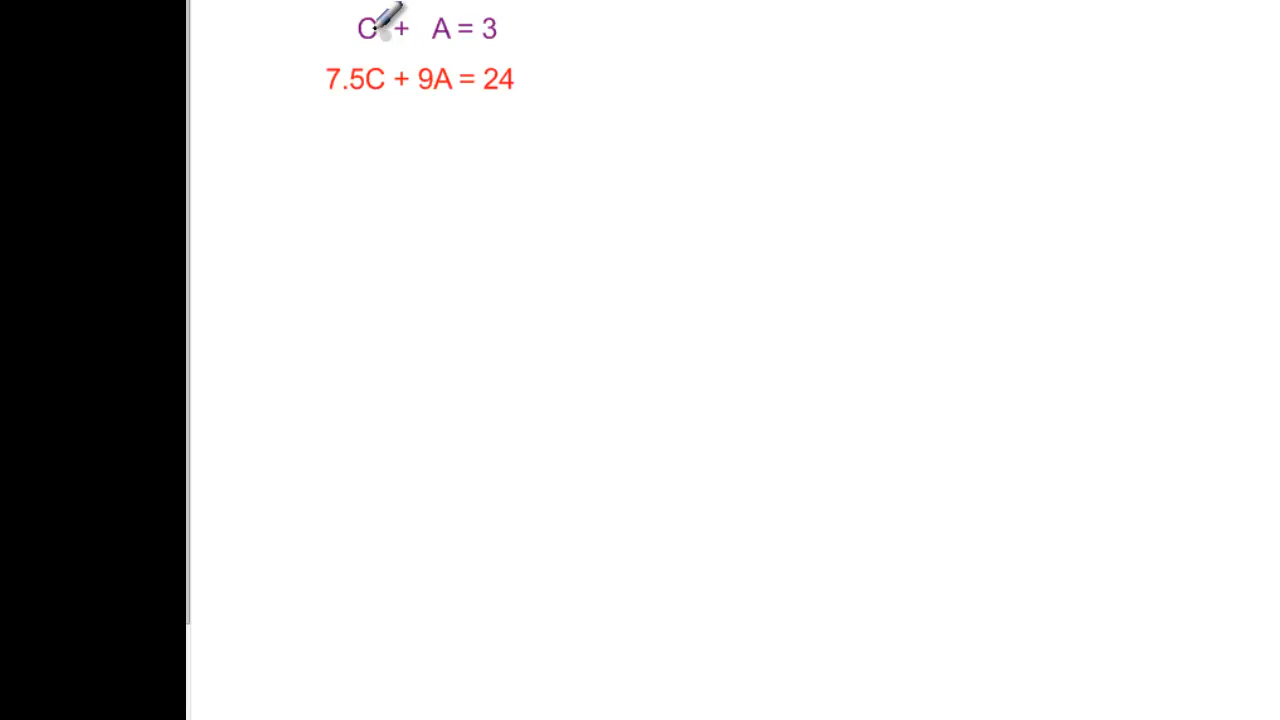 C + A = 3
7.5C + 9A = 24